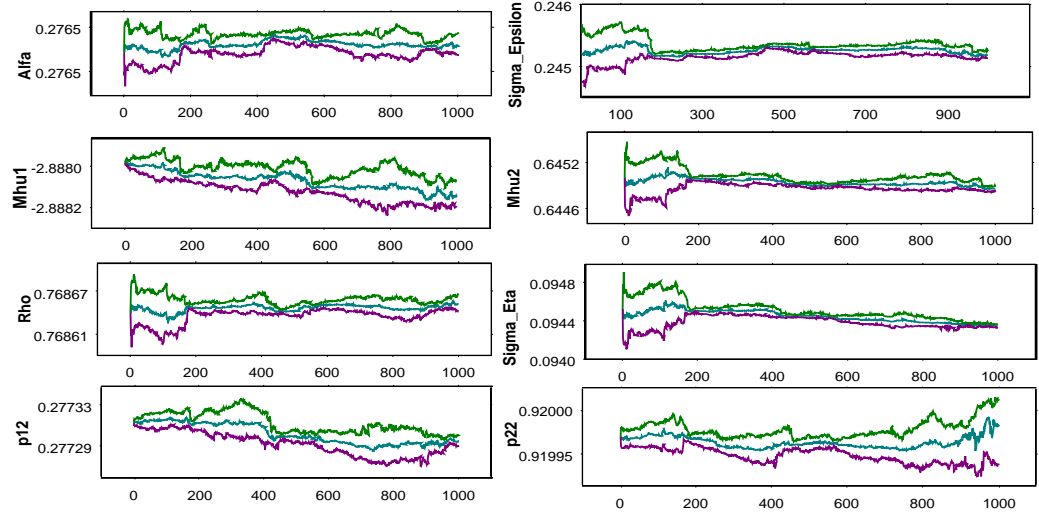 Alfa
0.2765
0.2765
0 200 400 600 800 1000
Sigma_Epsilon
0.246
0.245
100 300 500 700 900
Mhu1
-2.8880
-2.8882
0 200 400 600 800 1000
Mhu2
0.6452
0.6446
0 200 400 600 800 1000
Rho
0.76867
0.76861
0 200 400 600 800 1000
Sigma_Eta
0.0948
0.0944
0.0940
0 200 400 600 800 1000
p12
0.27733
0.27729
0 200 400 600 800 1000
p22
0.92000
0.91995
0 200 400 600 800 1000